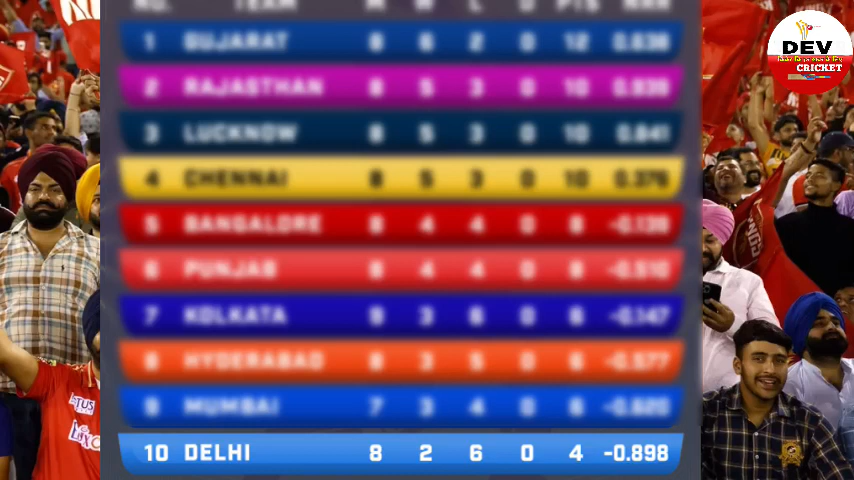 NO. TEAM M W L D PTS NRR
1 GUJARAT 8 6 2 0 12 0.638
2 RAJASTHAN 8 5 3 0 10 0.939
3 LUCKNOW 8 5 3 0 10 0.841
4 CHENNAI 8 5 3 0 10 0.376
5 BANGALORE 8 4 4 0 8 -0.139
6 PUNJAB 8 4 4 0 8 -0.510
7 KOLKATA 9 3 6 0 6 -0.147
8 HYDERABAD 8 3 5 0 6 -0.577
9 MUMBAI 7 3 4 0 6 -0.620
10 DELHI 8 2 6 0 4 -0.898
DEV
CRICKET